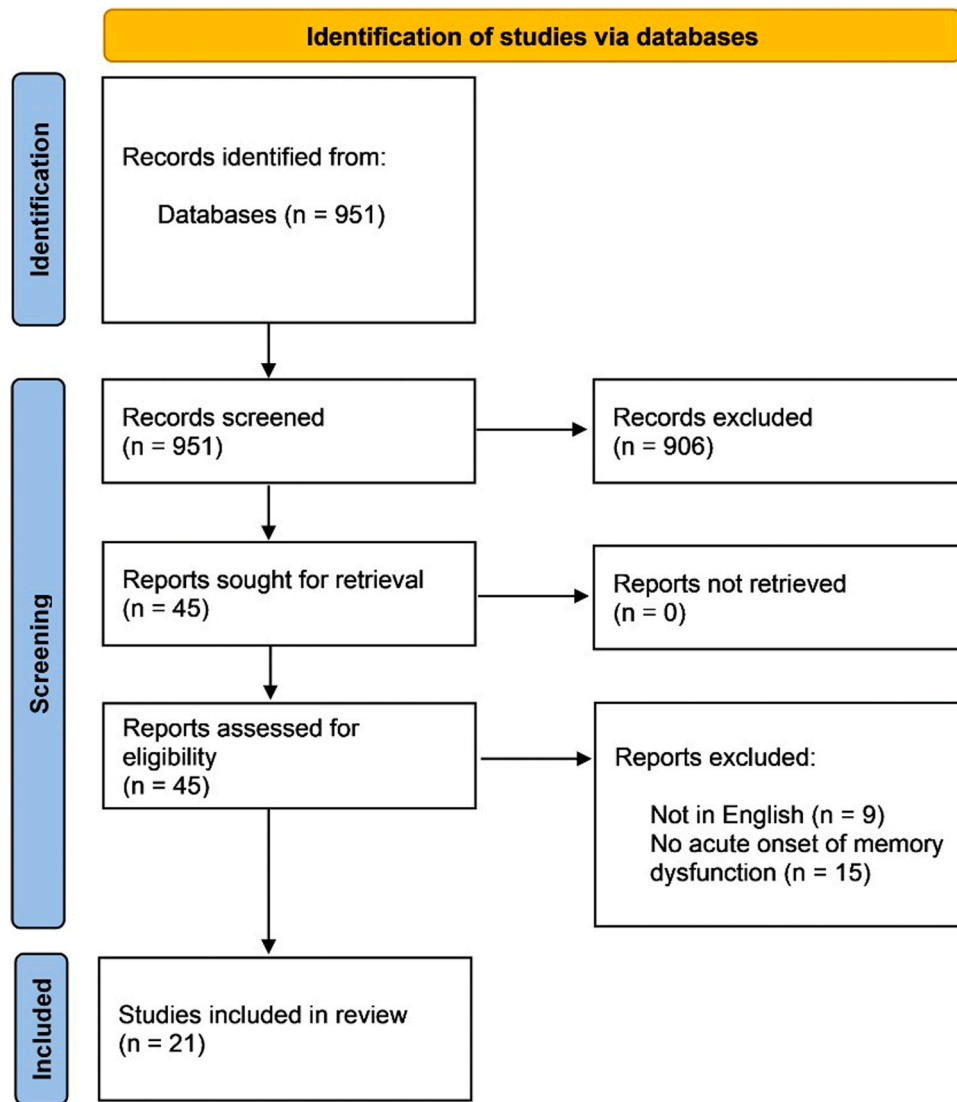 Identification of studies via databases
Identification
Records identified from:
Databases (n = 951)
Screening
Records screened
(n = 951)
Records excluded
(n = 906)
Reports sought for retrieval
(n = 45)
Reports not retrieved
(n = 0)
Reports assessed for
eligibility
(n = 45)
Reports excluded:
Not in English (n = 9)
No acute onset of memory
dysfunction (n = 15)
Included
Studies included in review
(n = 21)